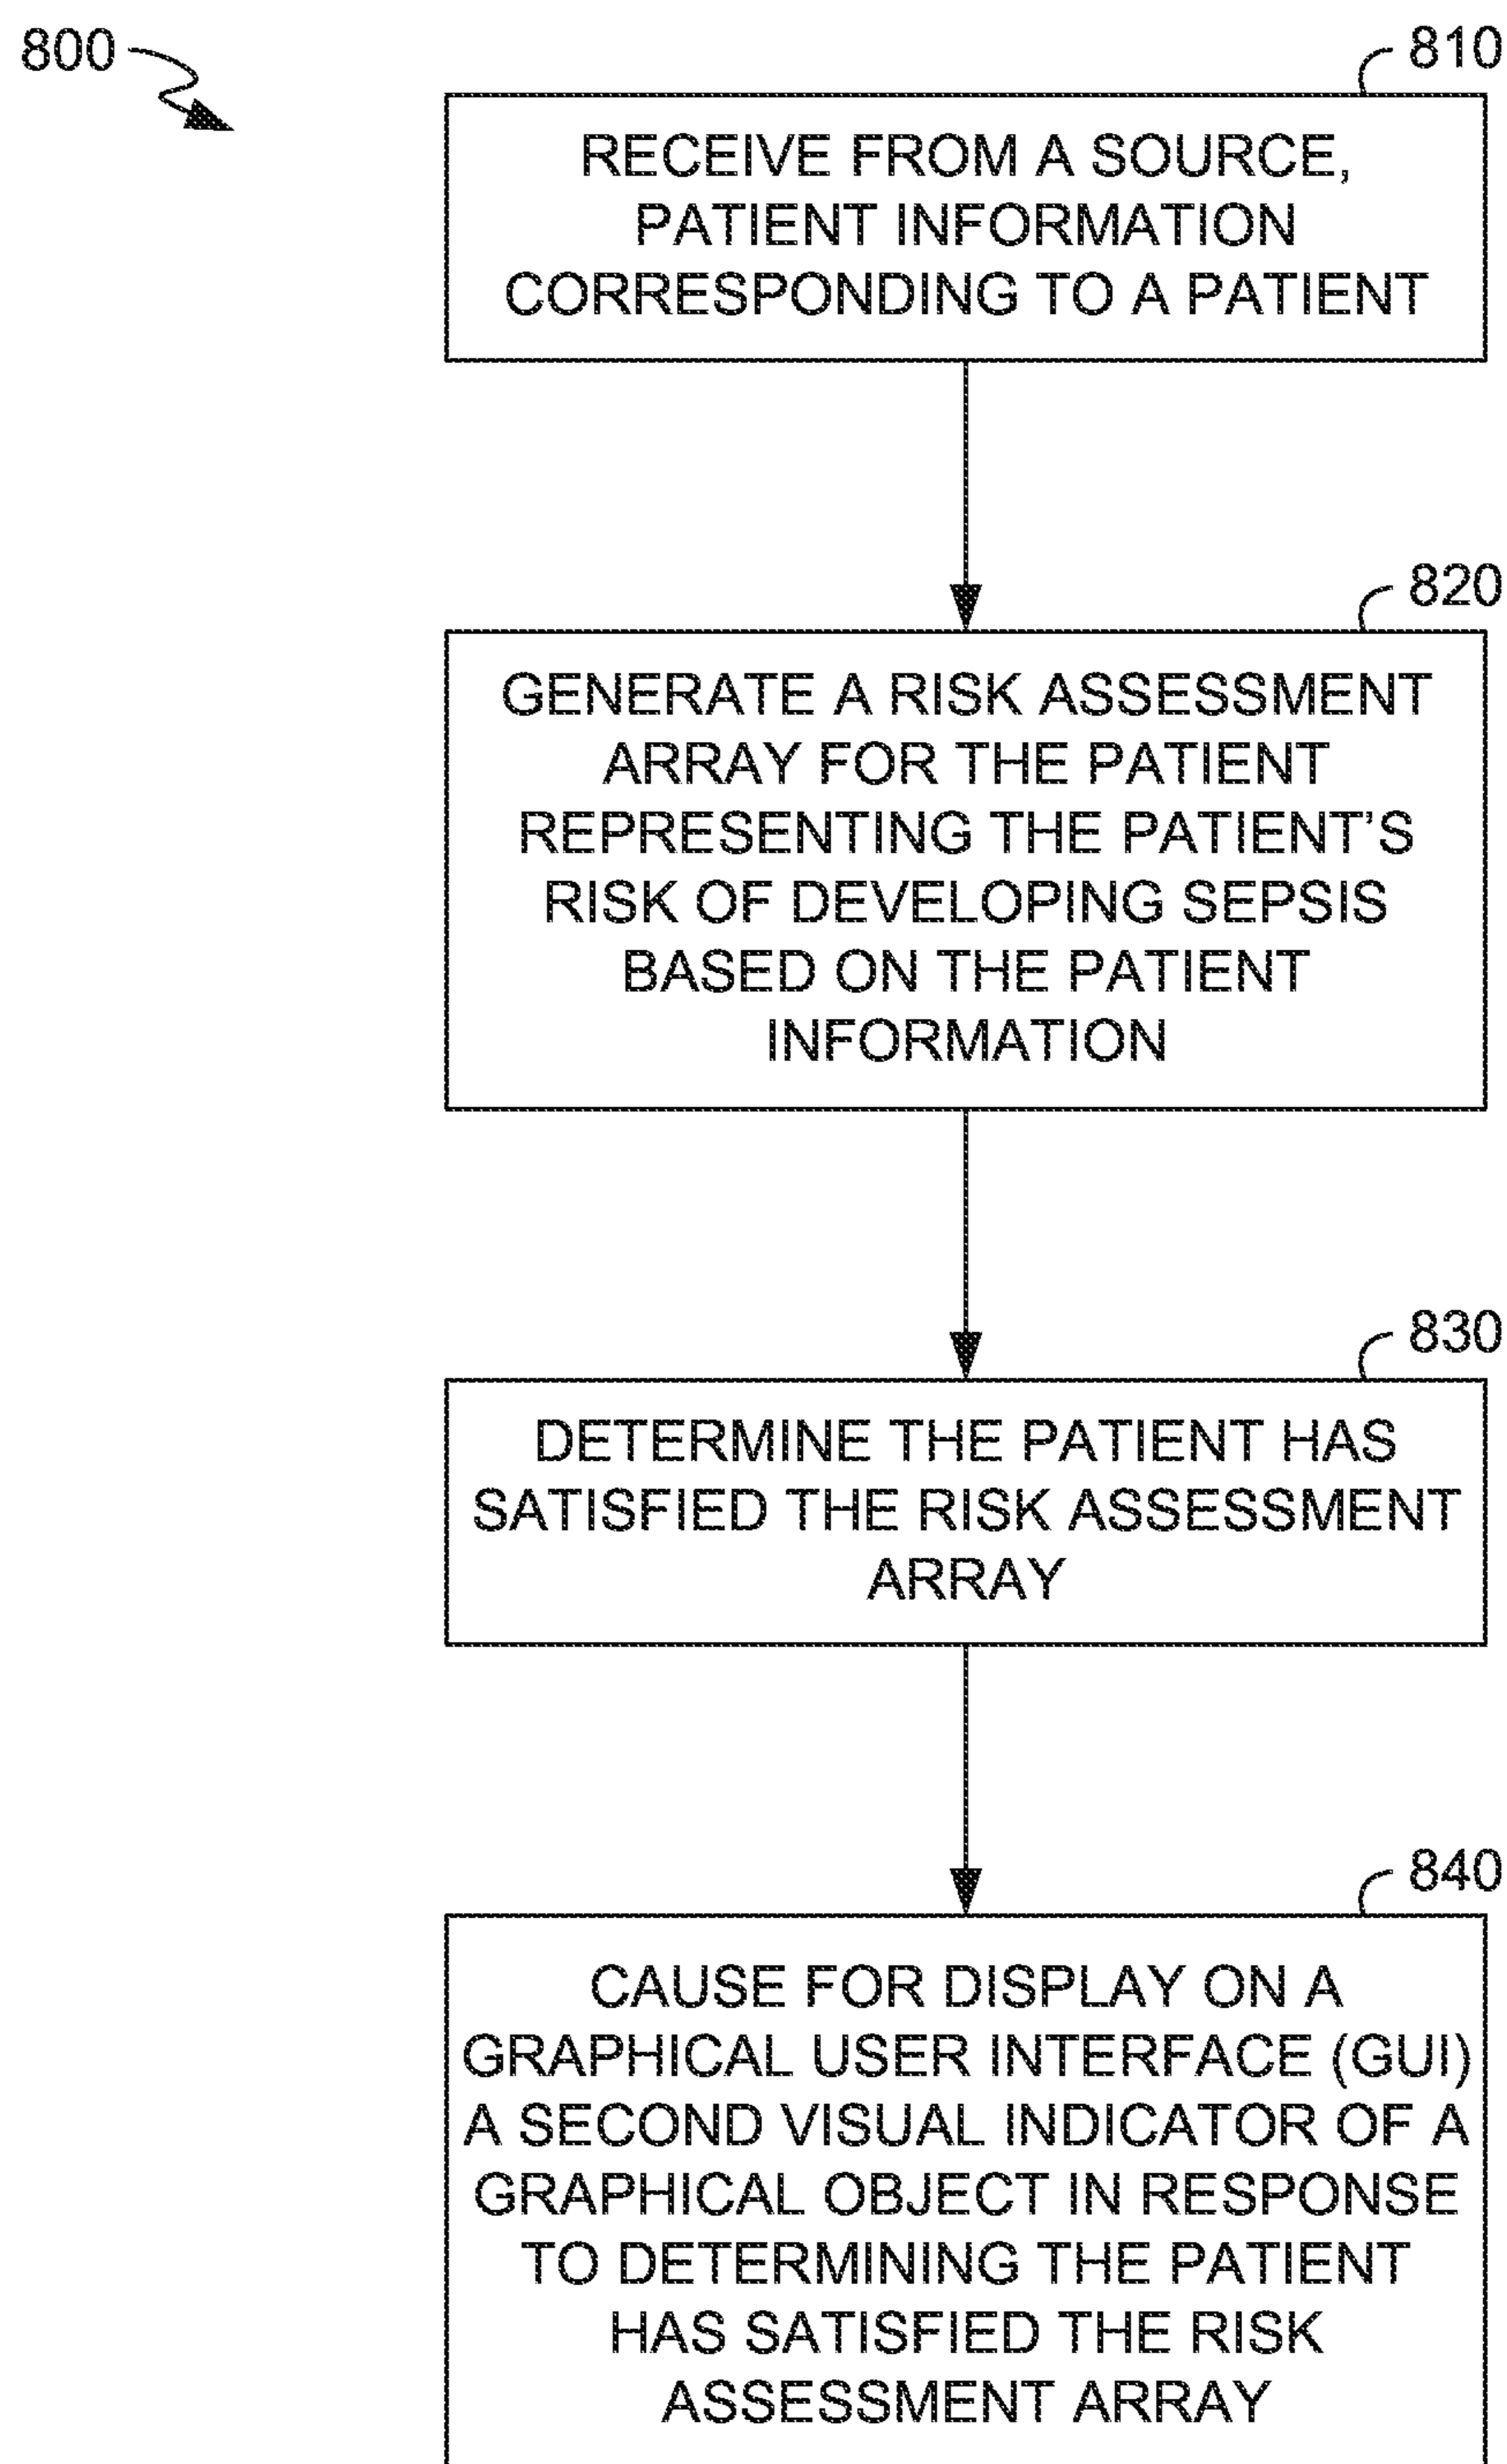 800
810
RECEIVE FROM A SOURCE,
PATIENT INFORMATION
CORRESPONDING TO A PATIENT
820
GENERATE A RISK ASSESSMENT
ARRAY FOR THE PATIENT
REPRESENTING THE PATIENT’S
RISK OF DEVELOPING SEPSIS
BASED ON THE PATIENT
INFORMATION
830
DETERMINE THE PATIENT HAS
SATISFIED THE RISK ASSESSMENT
ARRAY
840
CAUSE FOR DISPLAY ON A
GRAPHICAL USER INTERFACE (GUI)
A SECOND VISUAL INDICATOR OF A
GRAPHICAL OBJECT IN RESPONSE
TO DETERMINING THE PATIENT
HAS SATISFIED THE RISK
ASSESSMENT ARRAY